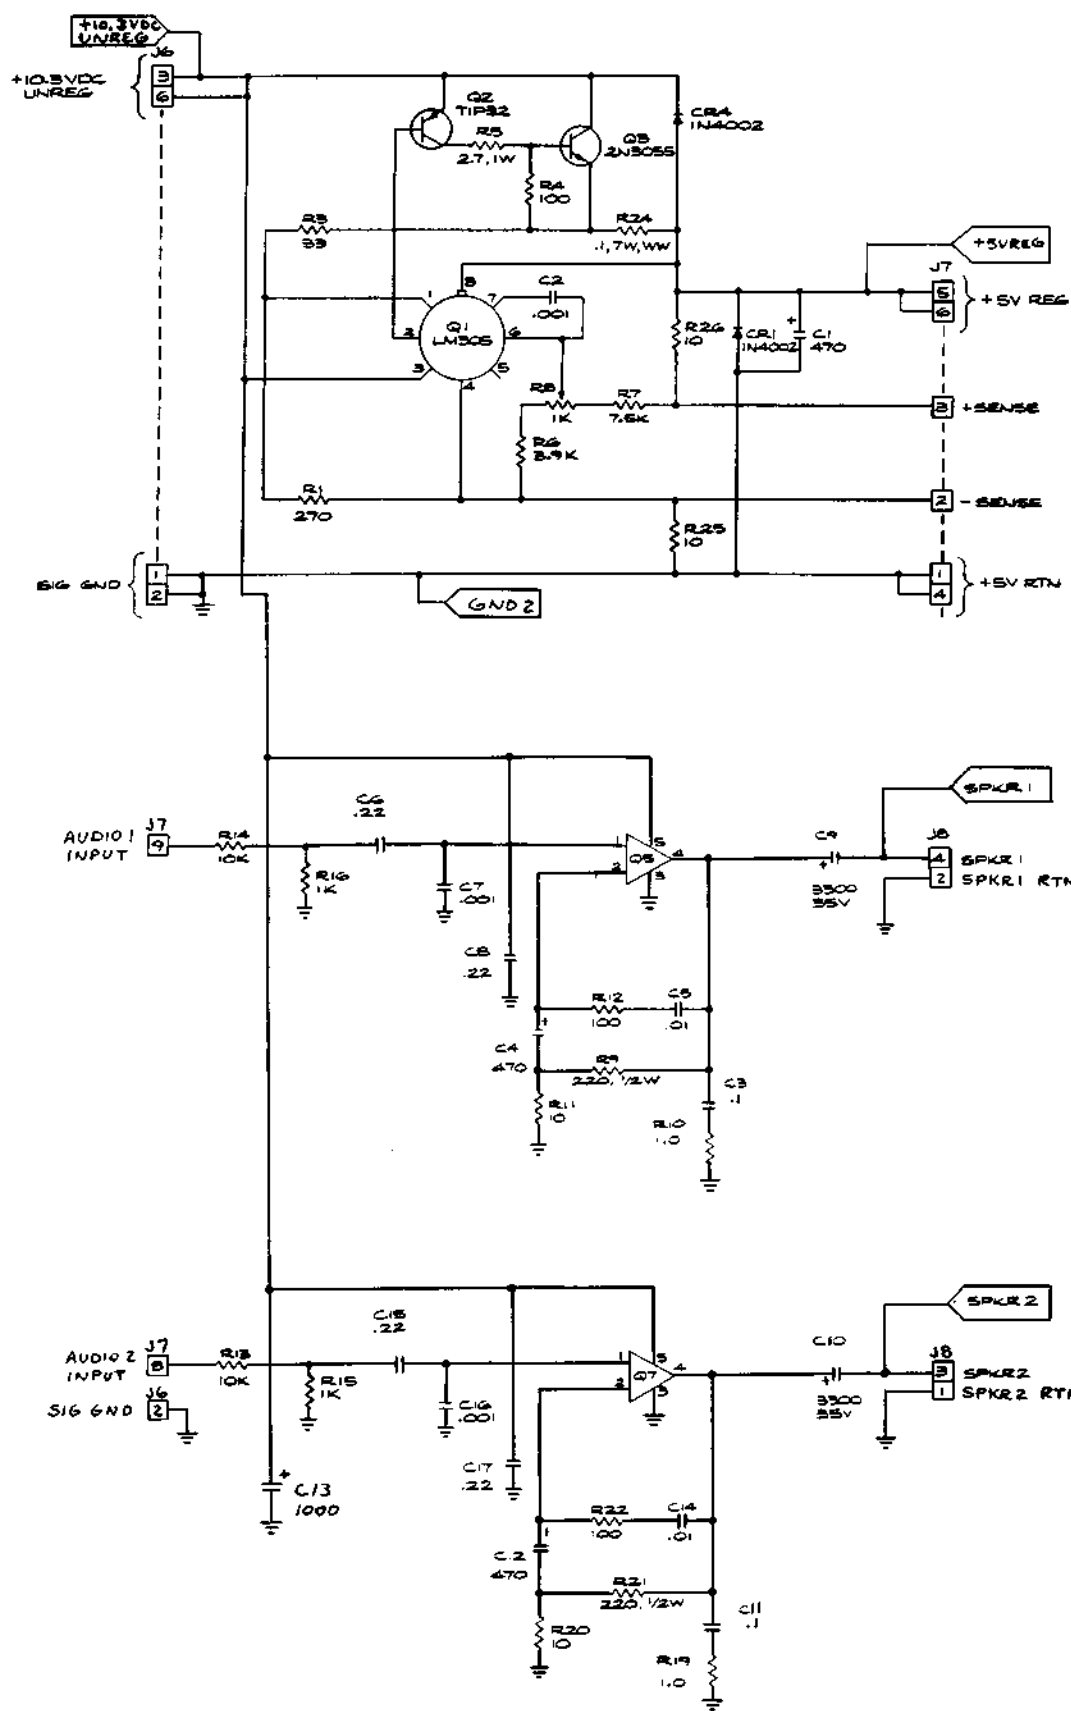 +10.3VDC
UNREG
J6
+10.3VDC
UNREG
3
6
Q2
TIP32
R5
2.7, 1W
Q3
2N3055
CR4
1N4002
R4
100
R3
33
R24
.1, 7W, WW
+5VREG
J7
5
6
+5V REG
1
8
7
C2
.001
2
Q1
LM305
6
3
4
5
R26
10
CR1
1N4002
+
C1
470
R8
1K
R7
7.5K
3
+SENSE
R6
3.9K
R1
270
2
-SENSE
R25
10
SIG GND
1
2
GND 2
1
4
+5V RTN
SPKR 1
C6
.22
C9
J7
AUDIO 1
INPUT
9
R14
10K
1
5
Q5
4
2
3
J8
4
SPKR 1
2
SPKR1 RTN
+
3300
35V
R16
1K
C7
.001
C8
.22
R12
100
C5
.01
+
C4
470
R9
220, 1/2W
R11
10
C3
.1
R10
1.0
SPKR 2
C15
.22
C10
J7
AUDIO 2
INPUT
8
R13
10K
1
5
Q7
4
2
3
J8
3
SPKR2
1
SPKR2 RT
+
3300
35V
J6
SIG GND
2
R15
1K
C16
.001
C17
.22
+
C13
1000
R22
100
C14
.01
C12
470
R21
220, 1/2W
R20
10
C11
.1
R19
1.0